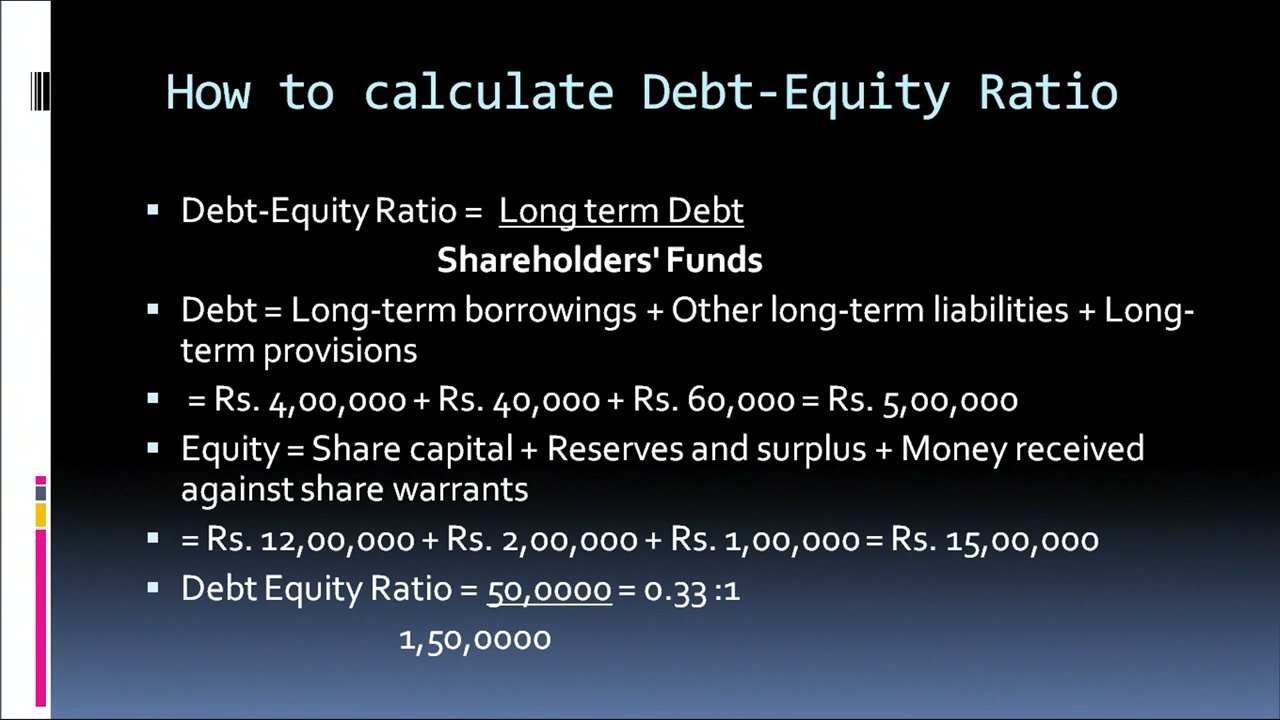 How to calculate Debt-Equity Ratio
Debt-Equity Ratio = Long term Debt
Shareholders' Funds
Debt = Long-term borrowings + Other long-term liabilities + Long-
term provisions
= Rs. 4,00,000 + Rs. 40,000 + Rs. 60,000 = Rs. 5,00,000
Equity = Share capital + Reserves and surplus + Money received
against share warrants
= Rs. 12,00,000 + Rs. 2,00,000 + Rs. 1,00,000 = Rs. 15,00,000
Debt Equity Ratio = 50,0000 = 0.33 :1
1,50,0000